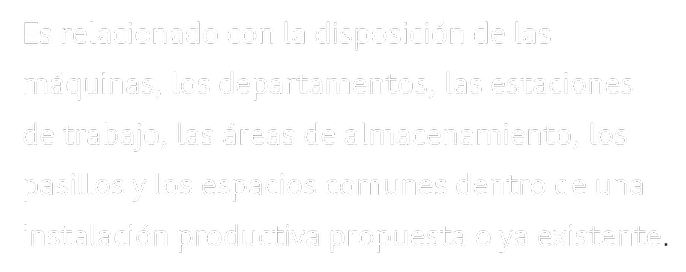 Es relacionado con la disposición de las
máquinas, los departamentos, las estaciones
de trabajo, las áreas de almacenamiento, los
pasillos y los espacios comunes dentro de una
instalación productiva propuesta o ya existente.